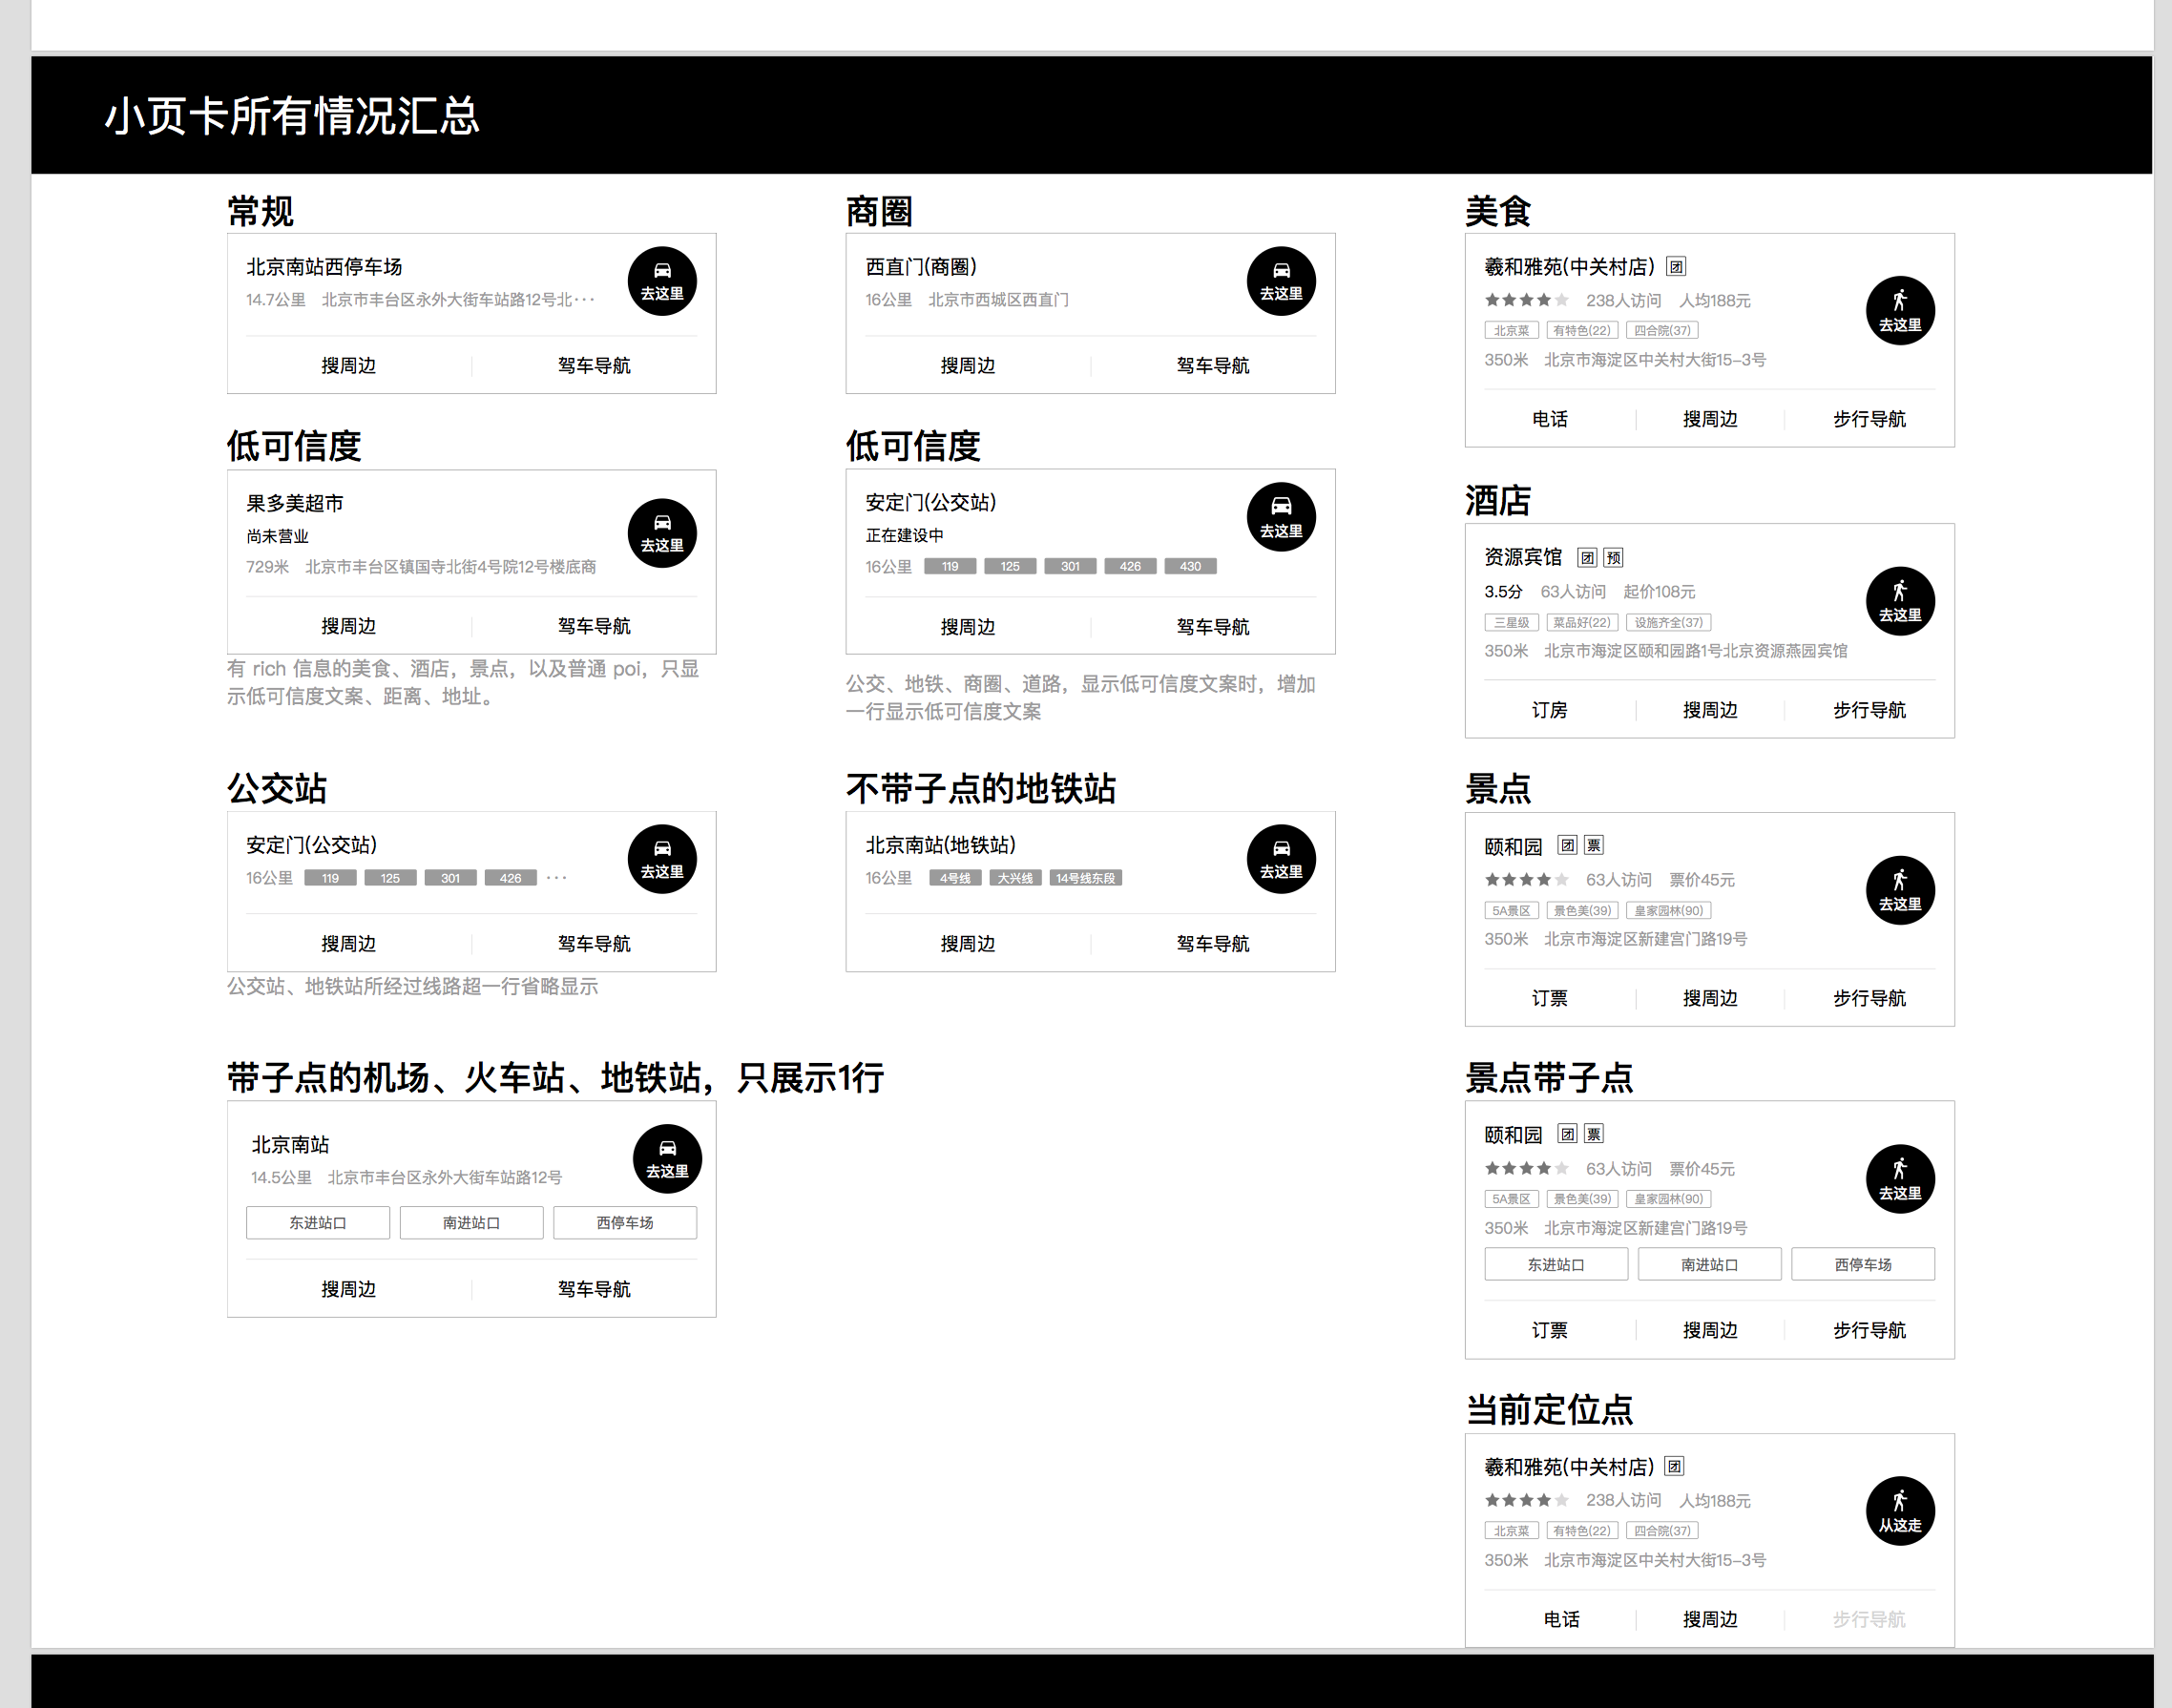 小页卡所有情况汇总
常规
北京南站西停车场
14.7公里 北京市丰台区永外大街车站路12号北···
去这里
搜周边 驾车导航
低可信度
果多美超市
尚未营业
729米 北京市丰台区镇国寺北街4号院12号楼底商
去这里
搜周边 驾车导航
有 rich 信息的美食、酒店，景点，以及普通 poi，只显
示低可信度文案、距离、地址。
公交站
安定门(公交站)
16公里 119 125 301 426 ···
去这里
搜周边 驾车导航
公交站、地铁站所经过线路超一行省略显示
带子点的机场、火车站、地铁站，只展示1行
北京南站
14.5公里 北京市丰台区永外大街车站路12号
去这里
东进站口 南进站口 西停车场
搜周边 驾车导航
商圈
西直门(商圈)
16公里 北京市西城区西直门
去这里
搜周边 驾车导航
低可信度
安定门(公交站)
正在建设中
16公里 119 125 301 426 430
去这里
搜周边 驾车导航
公交、地铁、商圈、道路，显示低可信度文案时，增加
一行显示低可信度文案
不带子点的地铁站
北京南站(地铁站)
16公里 4号线 大兴线 14号线东段
去这里
搜周边 驾车导航
美食
羲和雅苑(中关村店) 团
238人访问 人均188元
北京菜 有特色(22) 四合院(37)
350米 北京市海淀区中关村大街15-3号
去这里
电话 搜周边 步行导航
酒店
资源宾馆 团 预
3.5分 63人访问 起价108元
三星级 菜品好(22) 设施齐全(37)
350米 北京市海淀区颐和园路1号北京资源燕园宾馆
去这里
订房 搜周边 步行导航
景点
颐和园 团 票
63人访问 票价45元
5A景区 景色美(39) 皇家园林(90)
350米 北京市海淀区新建宫门路19号
去这里
订票 搜周边 步行导航
景点带子点
颐和园 团 票
63人访问 票价45元
5A景区 景色美(39) 皇家园林(90)
350米 北京市海淀区新建宫门路19号
去这里
东进站口 南进站口 西停车场
订票 搜周边 步行导航
当前定位点
羲和雅苑(中关村店) 团
238人访问 人均188元
北京菜 有特色(22) 四合院(37)
350米 北京市海淀区中关村大街15-3号
从这走
电话 搜周边 步行导航